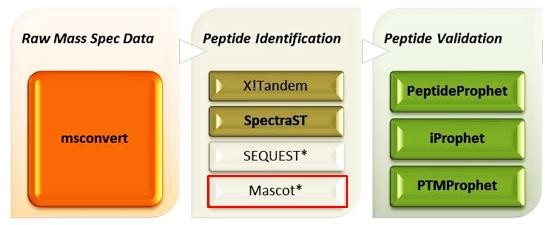 Raw Mass Spec Data
msconvert
Peptide Identification
X!Tandem
SpectraST
SEQUEST*
Mascot*
Peptide Validation
PeptideProphet
iProphet
PTMProphet